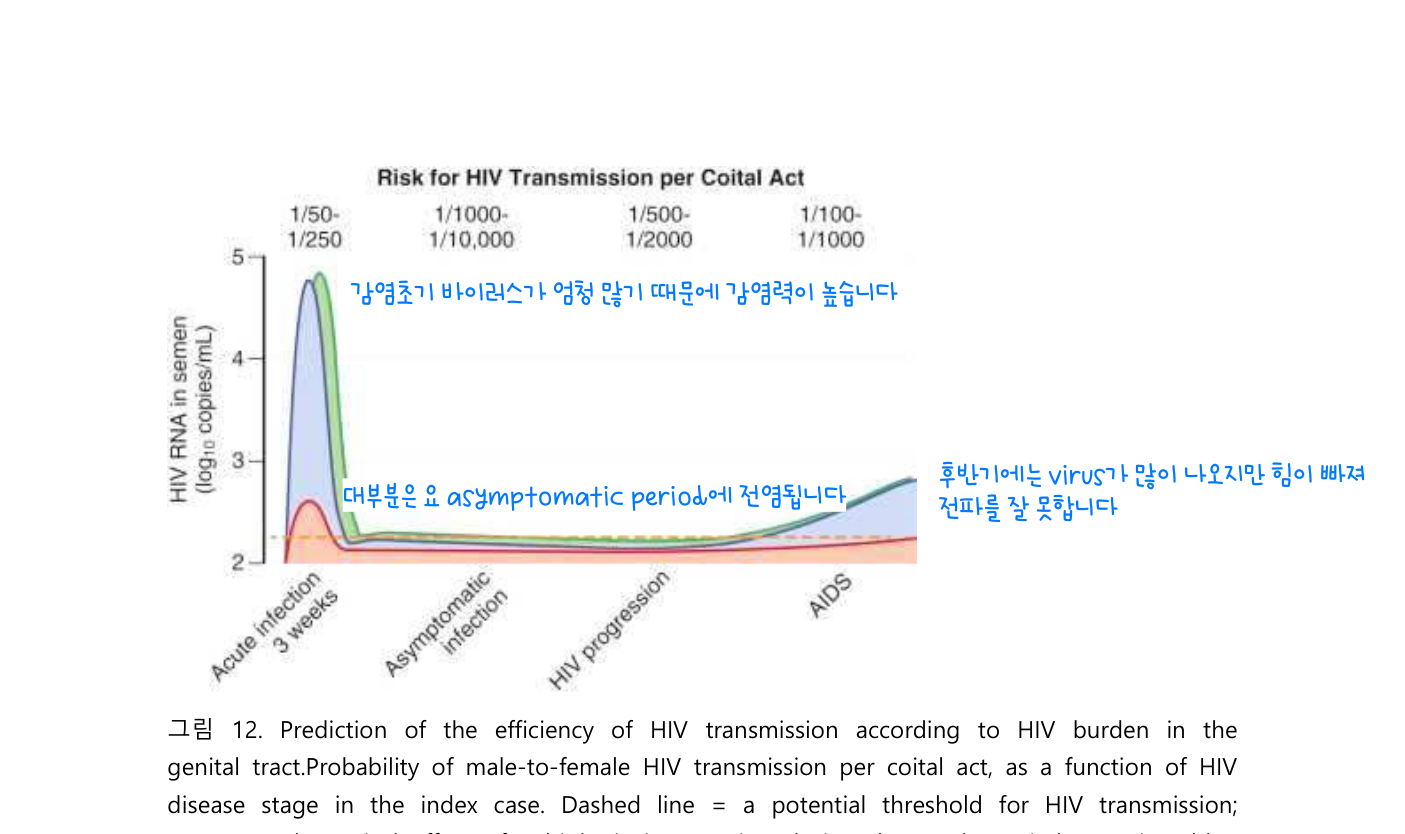 Risk for HIV Transmission per Coital Act
1/50- 1/1000- 1/500- 1/100-
1/250 1/10,000 1/2000 1/1000
5
감염초기 바이러스가 엄청 많기 때문에 감염력이 높습니다
4
HIV RNA in semen
(log₁₀ copies/mL)
3
후반기에는 virus가 많이 나오지만 힘이 빠져
전파를 잘 못합니다
대부분은 요 asymptomatic period에 전염됩니다
2
Acute infection
3 weeks
Asymptomatic
infection
HIV progression
AIDS
그림 12. Prediction of the efficiency of HIV transmission according to HIV burden in the
genital tract.Probability of male-to-female HIV transmission per coital act, as a function of HIV
disease stage in the index case. Dashed line = a potential threshold for HIV transmission;